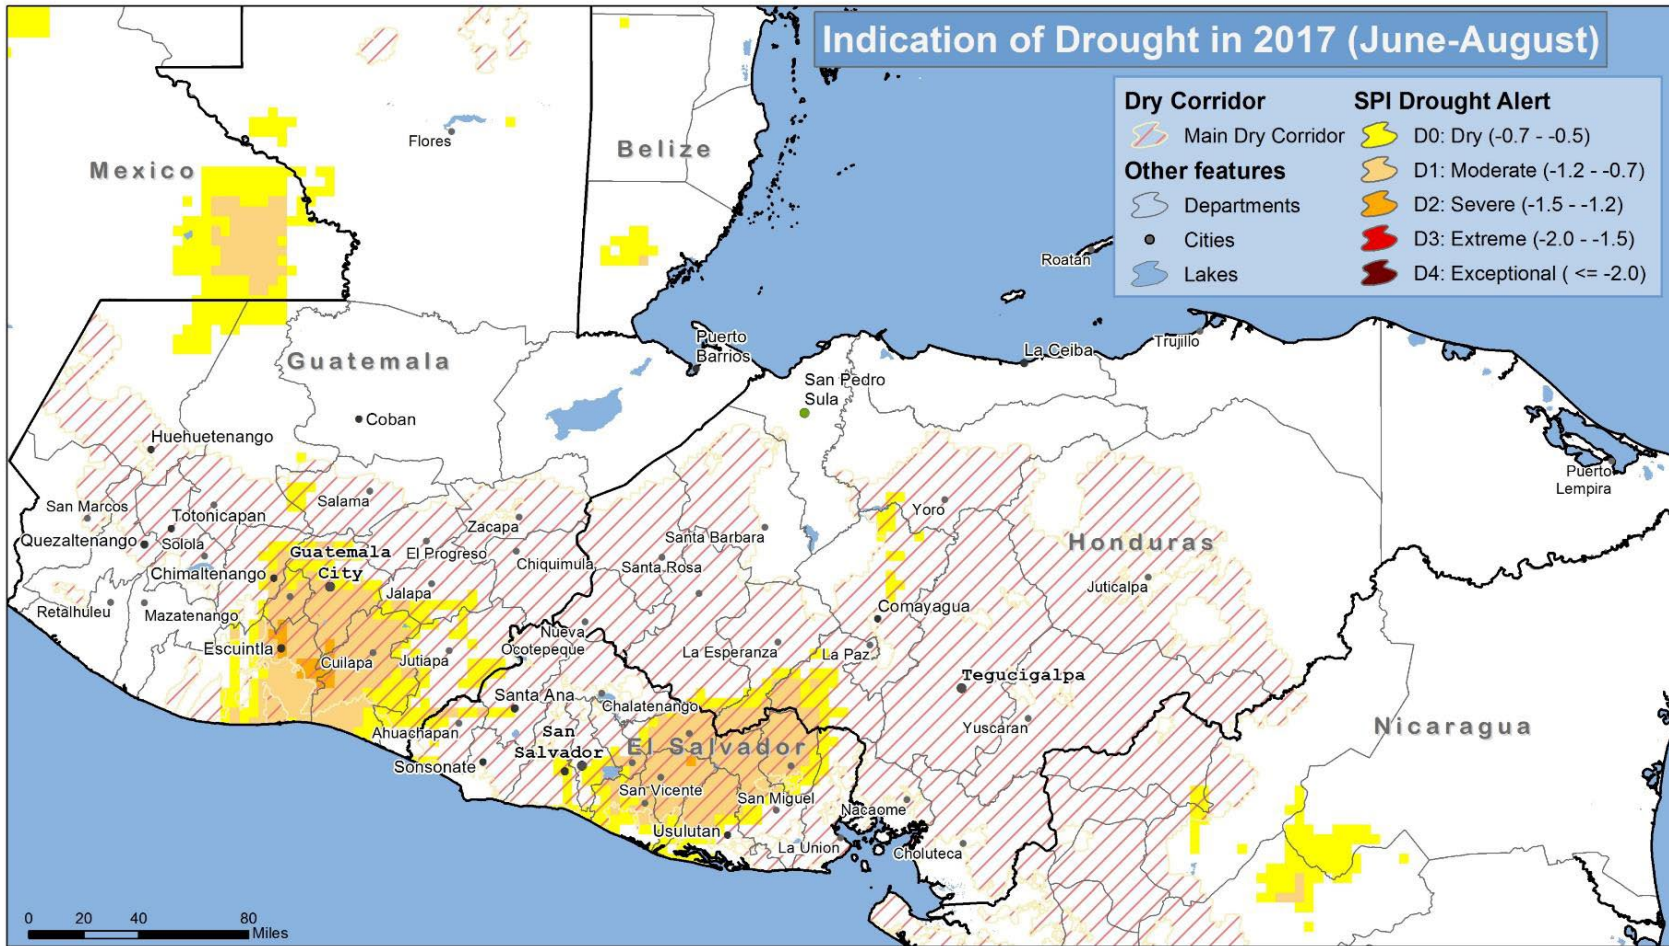 Indication of Drought in 2017 (June-August)
Dry Corridor
Main Dry Corridor
Other features
Departments
Cities
Lakes
SPI Drought Alert
D0: Dry (-0.7 - -0.5)
D1: Moderate (-1.2 - -0.7)
D2: Severe (-1.5 - -1.2)
D3: Extreme (-2.0 - -1.5)
D4: Exceptional ( <= -2.0)
Flores
Belize
Mexico
Roatán
Guatemala
Puerto
Barrios
La Ceiba
Trujillo
San Pedro
Sula
Coban
Huehuetenango
Puerto
Lempira
San Marcos
Totonicapan
Salama
Zacapa
Yoro
Quezaltenango
Solola
Guatemala
City
El Progreso
Santa Barbara
Honduras
Chimaltenango
Chiquimula
Santa Rosa
Juticalpa
Retalhuleu
Mazatenango
Jalapa
Comayagua
Escuintla
Cuilapa
Jutiapa
Nueva
Ocotepeque
La Esperanza
La Paz
Tegucigalpa
Santa Ana
Chalatenango
Yuscaran
Nicaragua
Ahuachapan
San
Salvador
El Salvador
Sonsonate
San Vicente
San Miguel
Nacaome
Usulutan
La Union
Choluteca
0 20 40 80
Miles